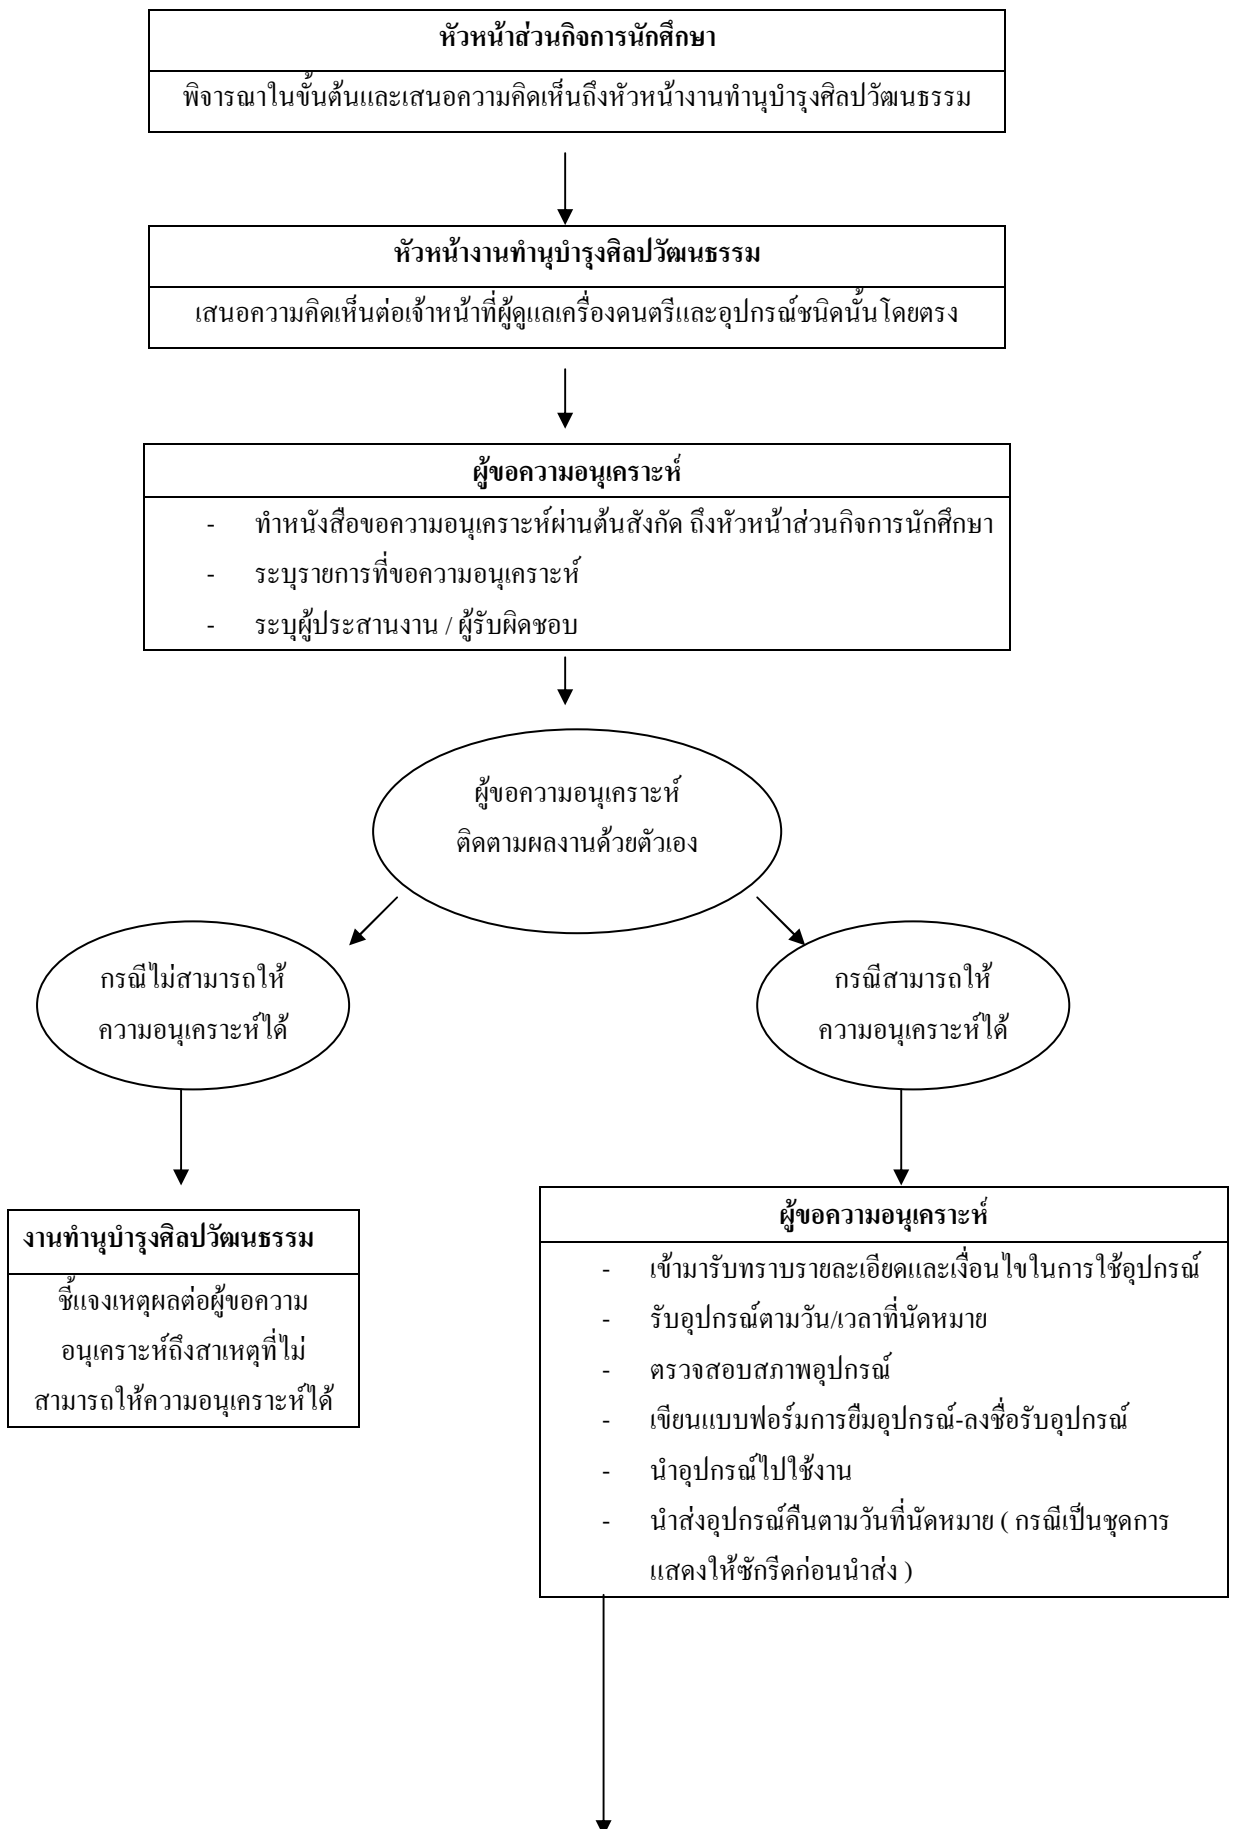 หัวหน้าส่วนกิจการนักศึกษา
พิจารณาในขั้นต้นและเสนอความคิดเห็นถึงหัวหน้างานทำนุบำรุงศิลปวัฒนธรรม
หัวหน้างานทำนุบำรุงศิลปวัฒนธรรม
เสนอความคิดเห็นต่อเจ้าหน้าที่ผู้ดูแลเครื่องดนตรีและอุปกรณ์ชนิดนั้นโดยตรง
ผู้ขอความอนุเคราะห์
- ทำหนังสือขอความอนุเคราะห์ผ่านต้นสังกัด ถึงหัวหน้าส่วนกิจการนักศึกษา
- ระบุรายการที่ขอความอนุเคราะห์
- ระบุผู้ประสานงาน / ผู้รับผิดชอบ
ผู้ขอความอนุเคราะห์
ติดตามผลงานด้วยตัวเอง
กรณีไม่สามารถให้
ความอนุเคราะห์ได้
กรณีสามารถให้
ความอนุเคราะห์ได้
งานทำนุบำรุงศิลปวัฒนธรรม
ชี้แจงเหตุผลต่อผู้ขอความ
อนุเคราะห์ถึงสาเหตุที่ไม่
สามารถให้ความอนุเคราะห์ได้
ผู้ขอความอนุเคราะห์
- เข้ามารับทราบรายละเอียดและเงื่อนไขในการใช้อุปกรณ์
- รับอุปกรณ์ตามวัน/เวลาที่นัดหมาย
- ตรวจสอบสภาพอุปกรณ์
- เขียนแบบฟอร์มการยืมอุปกรณ์-ลงชื่อรับอุปกรณ์
- นำอุปกรณ์ไปใช้งาน
- นำส่งอุปกรณ์คืนตามวันที่นัดหมาย ( กรณีเป็นชุดการ
แสดงให้ซักรีดก่อนนำส่ง )